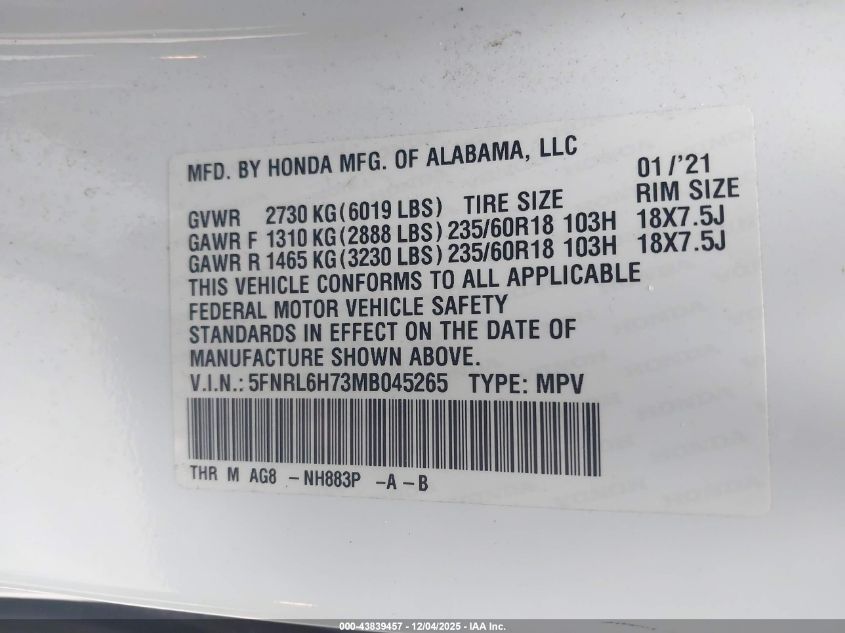 MFD. BY HONDA MFG. OF ALABAMA, LLC 01/'21
GVWR 2730 KG(6019 LBS) TIRE SIZE RIM SIZE
GAWR F 1310 KG(2888 LBS) 235/60R18 103H 18X7.5J
GAWR R 1465 KG(3230 LBS) 235/60R18 103H 18X7.5J
THIS VEHICLE CONFORMS TO ALL APPLICABLE
FEDERAL MOTOR VEHICLE SAFETY
STANDARDS IN EFFECT ON THE DATE OF
MANUFACTURE SHOWN ABOVE.
V.I.N.: 5FNRL6H73MB045265 TYPE: MPV
THR M AG8 -NH883P -A -B
000-43839457 - 12/04/2025 - IAA Inc.